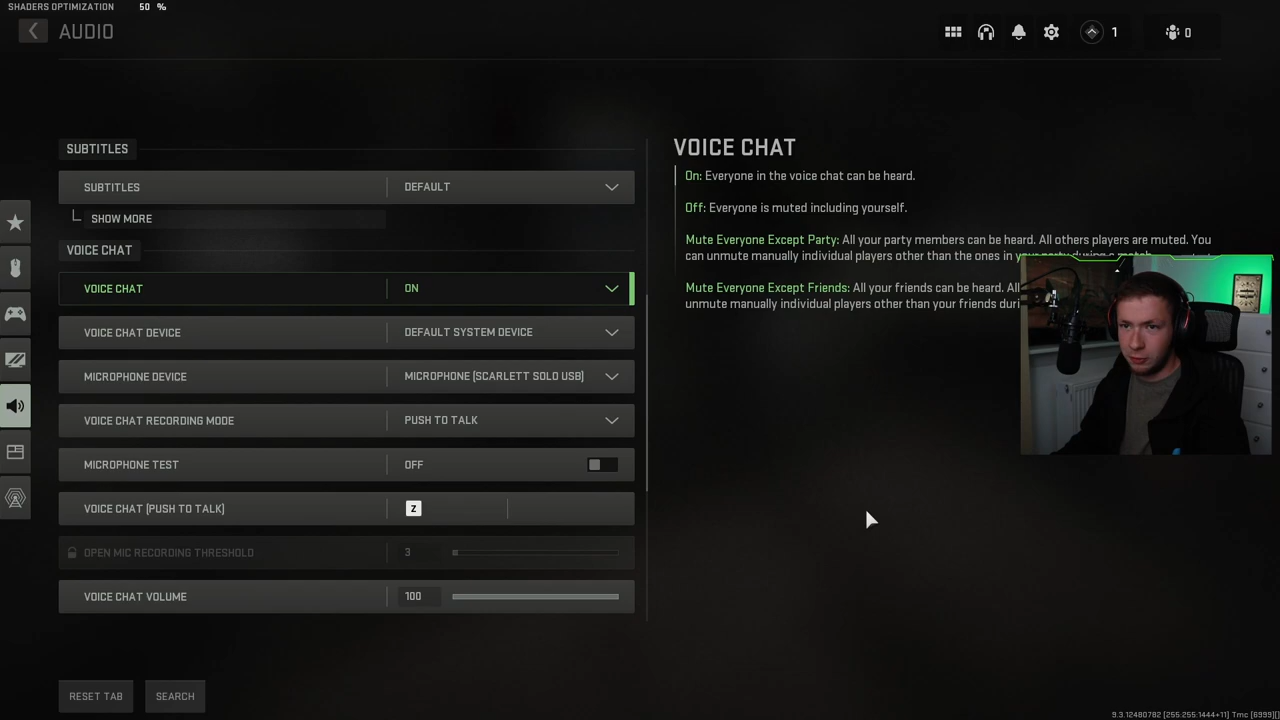 SHADERS OPTIMIZATION 50 %
AUDIO
1
0
SUBTITLES
SUBTITLES DEFAULT
SHOW MORE
VOICE CHAT
VOICE CHAT ON
VOICE CHAT DEVICE DEFAULT SYSTEM DEVICE
MICROPHONE DEVICE MICROPHONE (SCARLETT SOLO USB)
VOICE CHAT RECORDING MODE PUSH TO TALK
MICROPHONE TEST OFF
VOICE CHAT (PUSH TO TALK) Z
OPEN MIC RECORDING THRESHOLD 3
VOICE CHAT VOLUME 100
RESET TAB SEARCH
VOICE CHAT
On: Everyone in the voice chat can be heard.
Off: Everyone is muted including yourself.
Mute Everyone Except Party: All your party members can be heard. All others players are muted. You
can unmute manually individual players other than the ones in your party during a match.
Mute Everyone Except Friends: All your friends can be heard. All
unmute manually individual players other than your friends duri